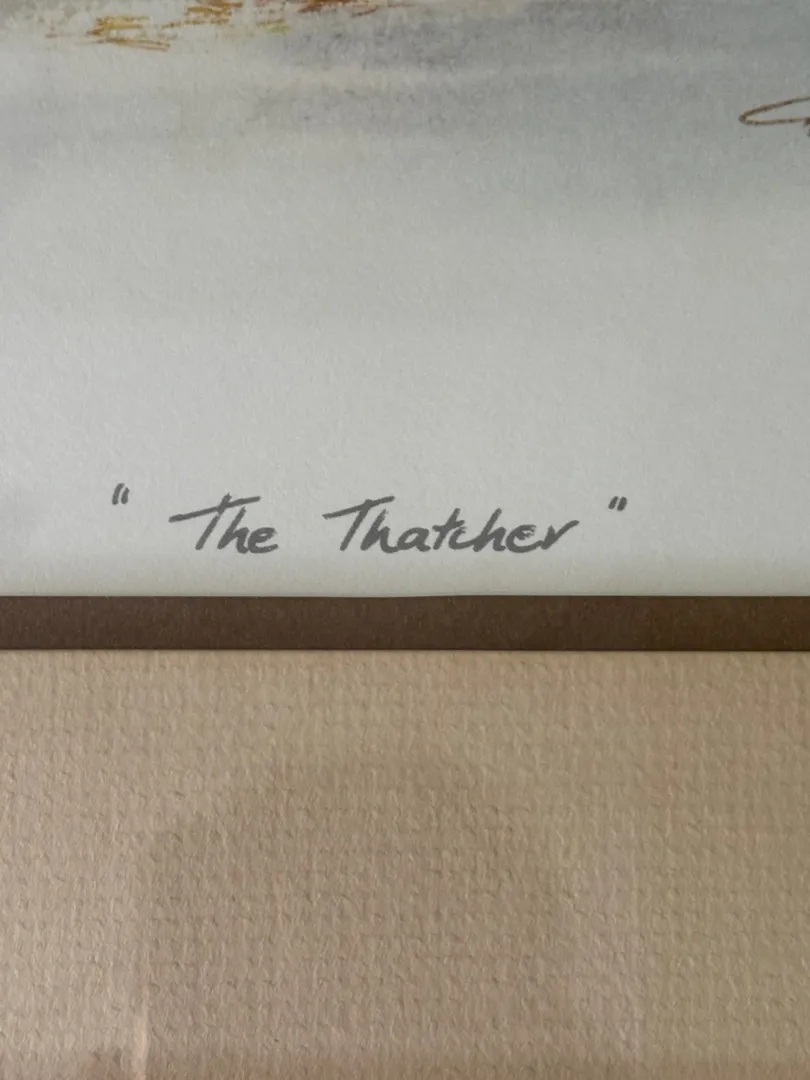 " The Thatcher "